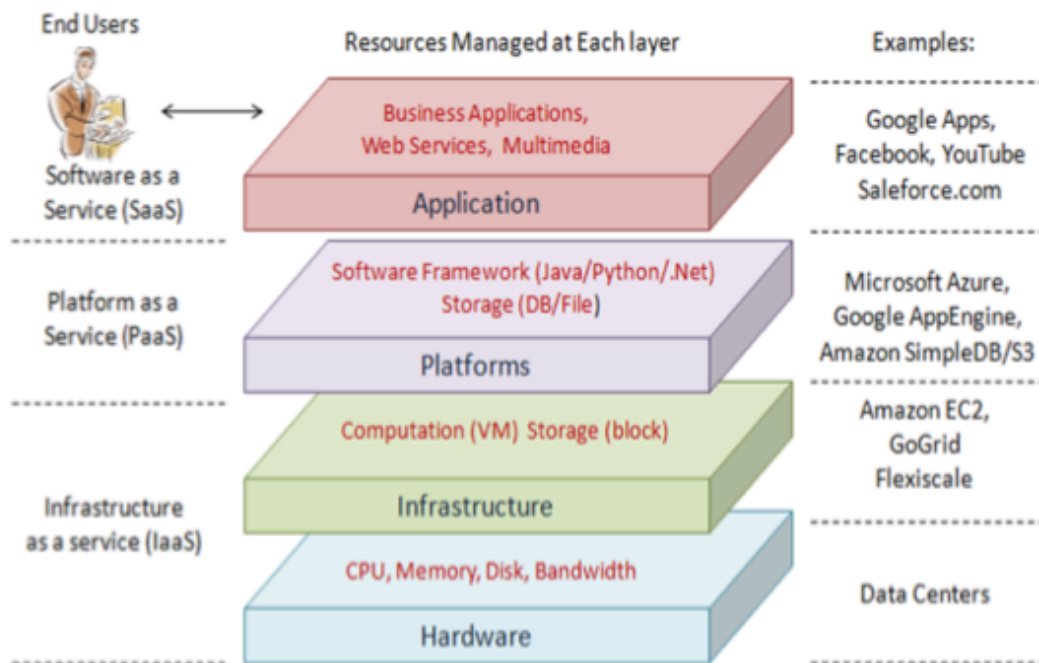 End Users
Resources Managed at Each layer
Examples:
Business Applications,
Web Services, Multimedia
Application
Software as a
Service (SaaS)
Google Apps,
Facebook, YouTube
Saleforce.com
Platform as a
Service (PaaS)
Software Framework (Java/Python/.Net)
Storage (DB/File)
Platforms
Microsoft Azure,
Google AppEngine,
Amazon SimpleDB/S3
Infrastructure
as a service (IaaS)
Computation (VM) Storage (block)
Infrastructure
Amazon EC2,
GoGrid
Flexiscale
CPU, Memory, Disk, Bandwidth
Hardware
Data Centers